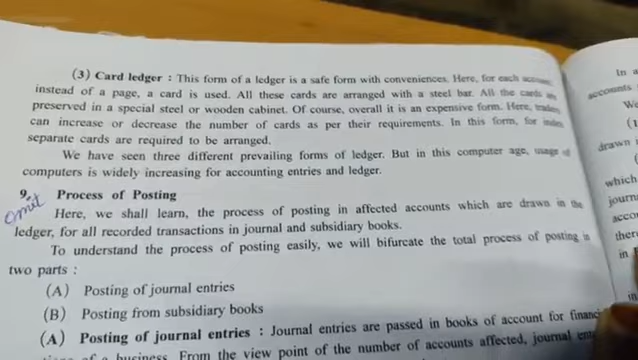 (3) Card ledger : This form of a ledger is a safe form with conveniences. Here, for each account,
instead of a page, a card is used. All these cards are arranged with a steel bar. All the cards are
preserved in a special steel or wooden cabinet. Of course, overall it is an expensive form. Here, traders
can increase or decrease the number of cards as per their requirements. In this form, for index
separate cards are required to be arranged.
We have seen three different prevailing forms of ledger. But in this computer age, usage of
computers is widely increasing for accounting entries and ledger.
9. Process of Posting
omit
Here, we shall learn, the process of posting in affected accounts which are drawn in the
ledger, for all recorded transactions in journal and subsidiary books.
To understand the process of posting easily, we will bifurcate the total process of posting in
two parts :
(A) Posting of journal entries
(B) Posting from subsidiary books
(A) Posting of journal entries : Journal entries are passed in books of account for
of a business. From the view point of the number of accounts affected, journal
In a
accounts
(1
drawn
which
in